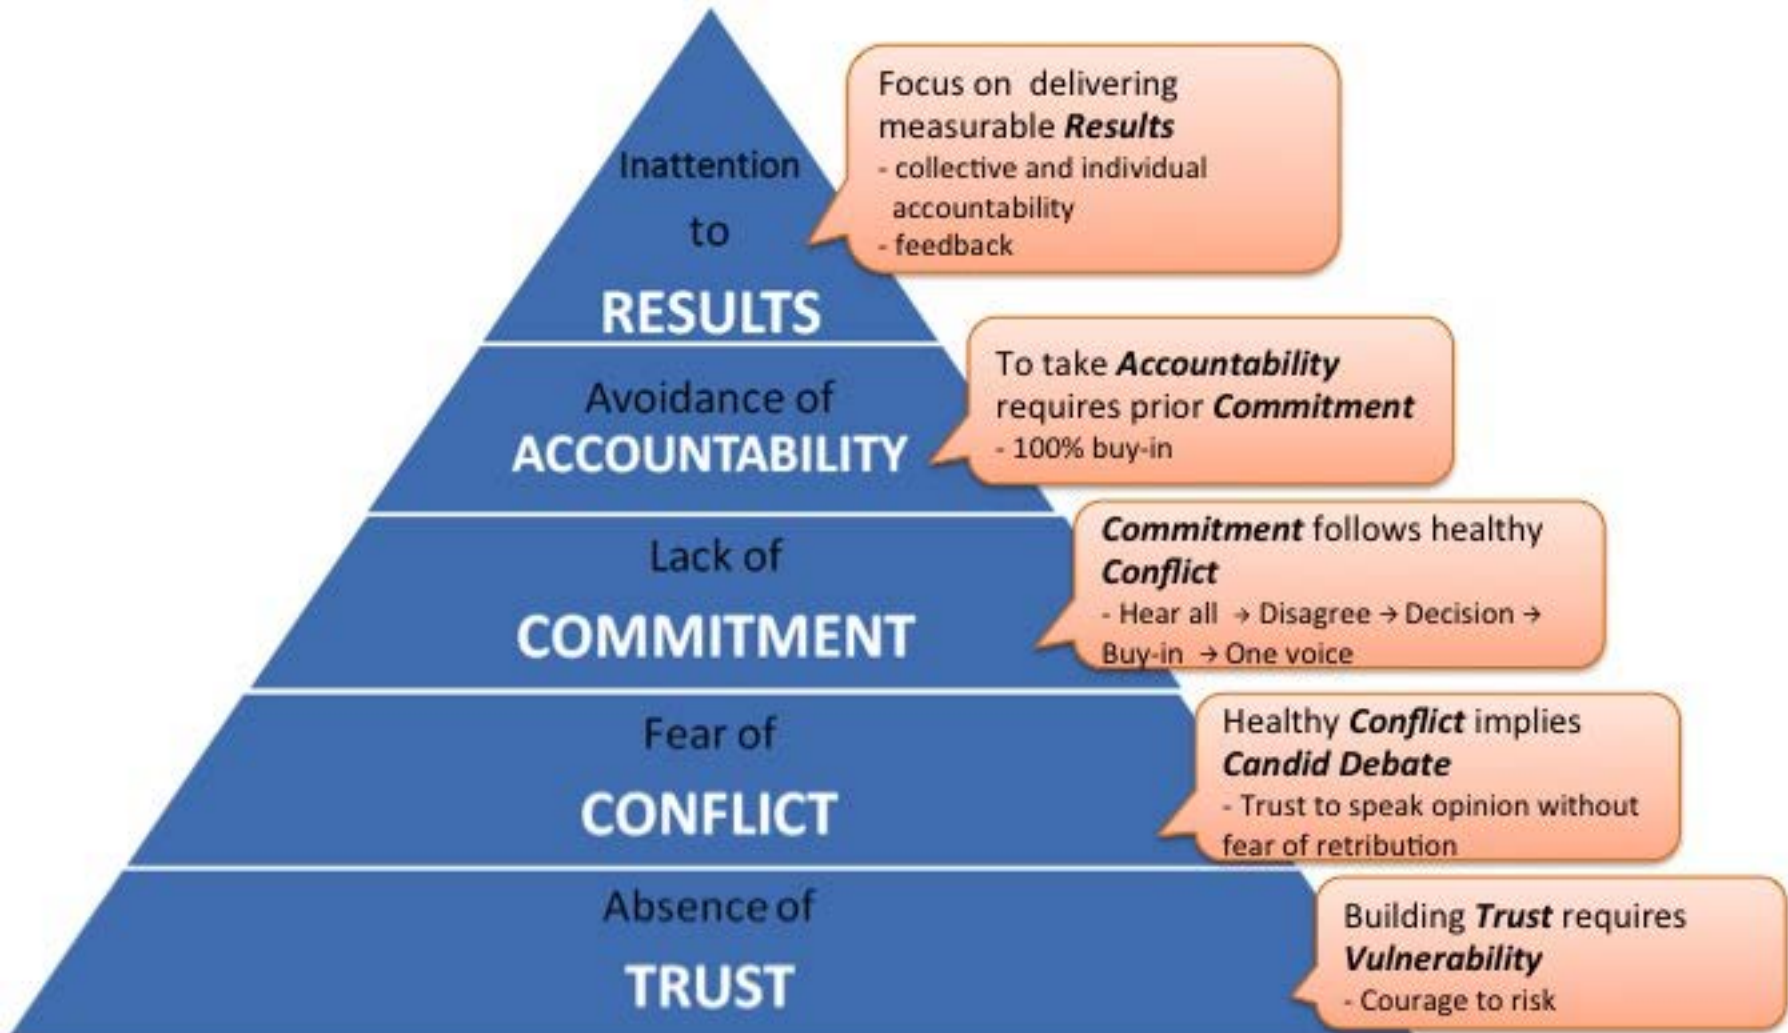 Inattention
to
RESULTS
Focus on delivering
measurable Results
- collective and individual
accountability
- feedback
Avoidance of
ACCOUNTABILITY
To take Accountability
requires prior Commitment
- 100% buy-in
Lack of
COMMITMENT
Commitment follows healthy
Conflict
- Hear all → Disagree → Decision →
Buy-in → One voice
Fear of
CONFLICT
Healthy Conflict implies
Candid Debate
- Trust to speak opinion without
fear of retribution
Absence of
TRUST
Building Trust requires
Vulnerability
- Courage to risk